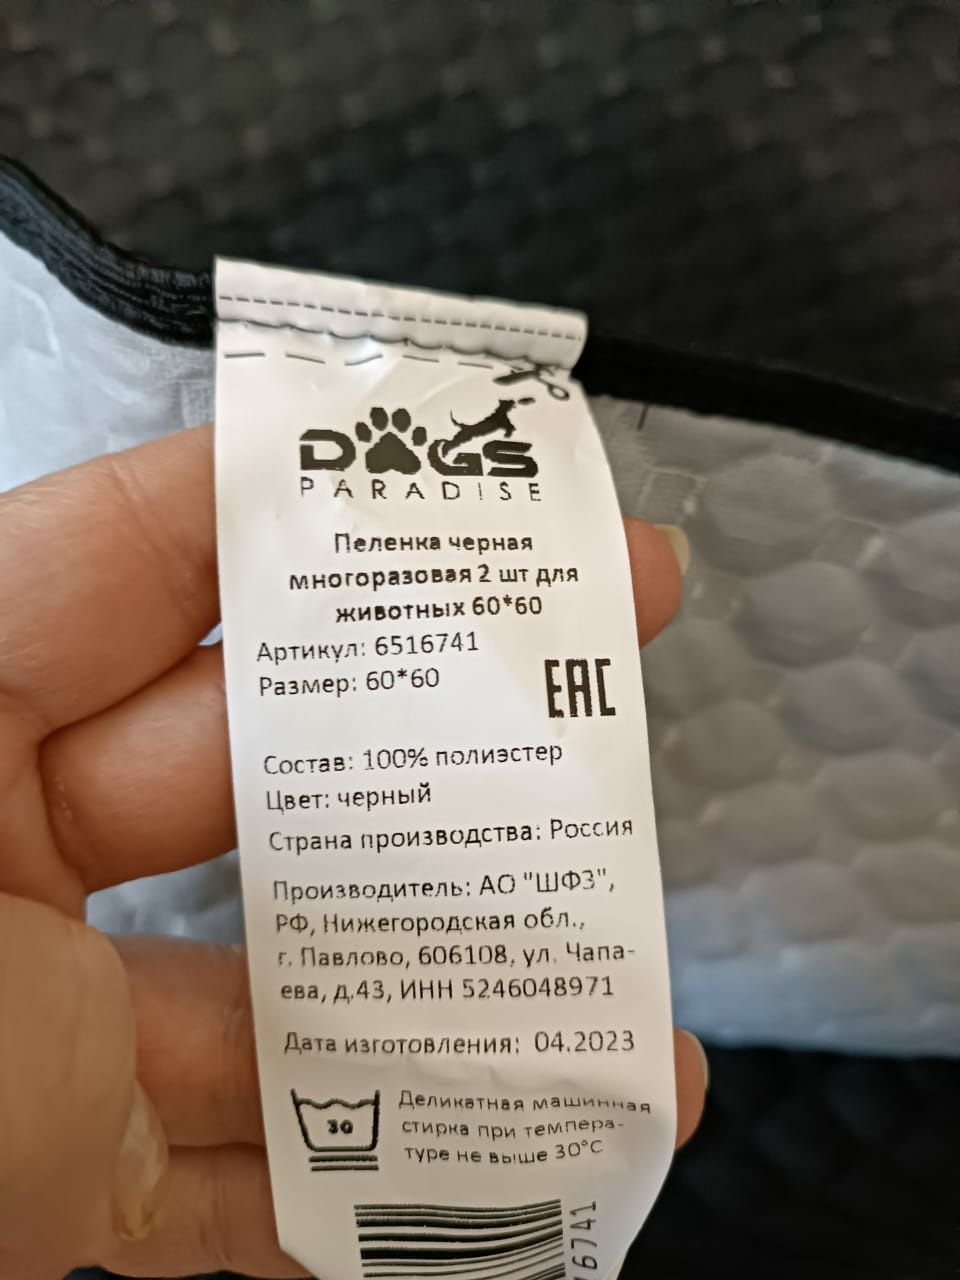 DOGS
PARADISE
Пеленка черная
многоразовая 2 шт для
животных 60*60
Артикул: 6516741
Размер: 60*60
EAC
Состав: 100% полиэстер
Цвет: черный
Страна производства: Россия
Производитель: АО "ШФЗ",
РФ, Нижегородская обл.,
г. Павлово, 606108, ул. Чапа-
ева, д.43, ИНН 5246048971
Дата изготовления: 04.2023
30
Деликатная машинная
стирка при темпера-
туре не выше 30°C
6741